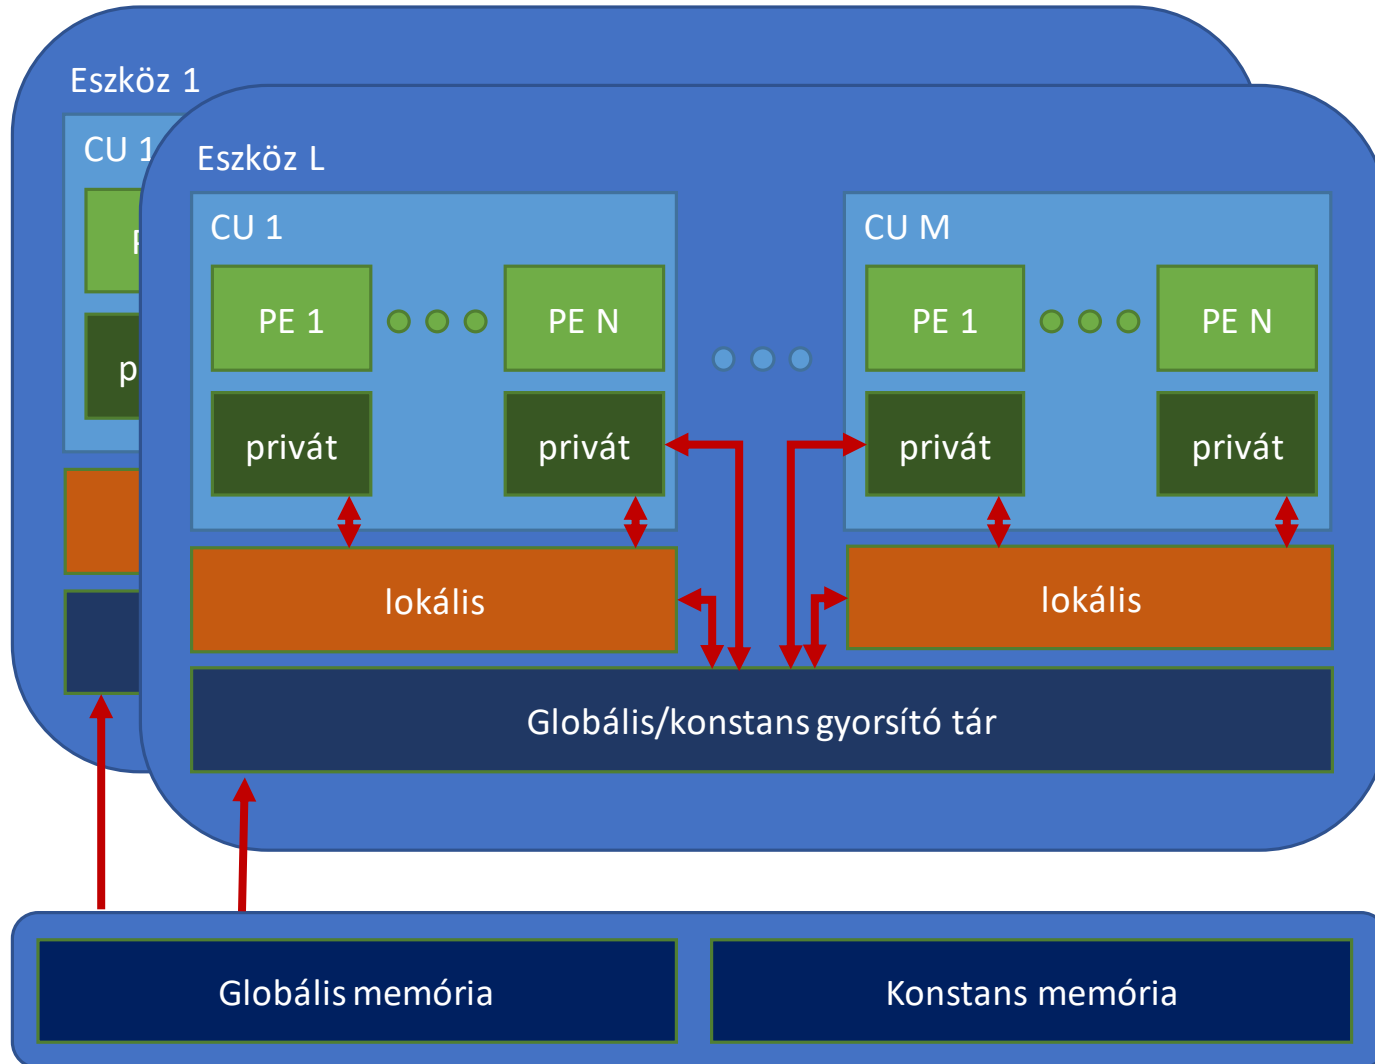 Eszköz 1
CU 1
Eszköz L
CU 1
CU M
PE 1
PE N
PE 1
PE N
privát
privát
privát
privát
lokális
lokális
Globális/konstans gyorsító tár
Globális memória
Konstans memória